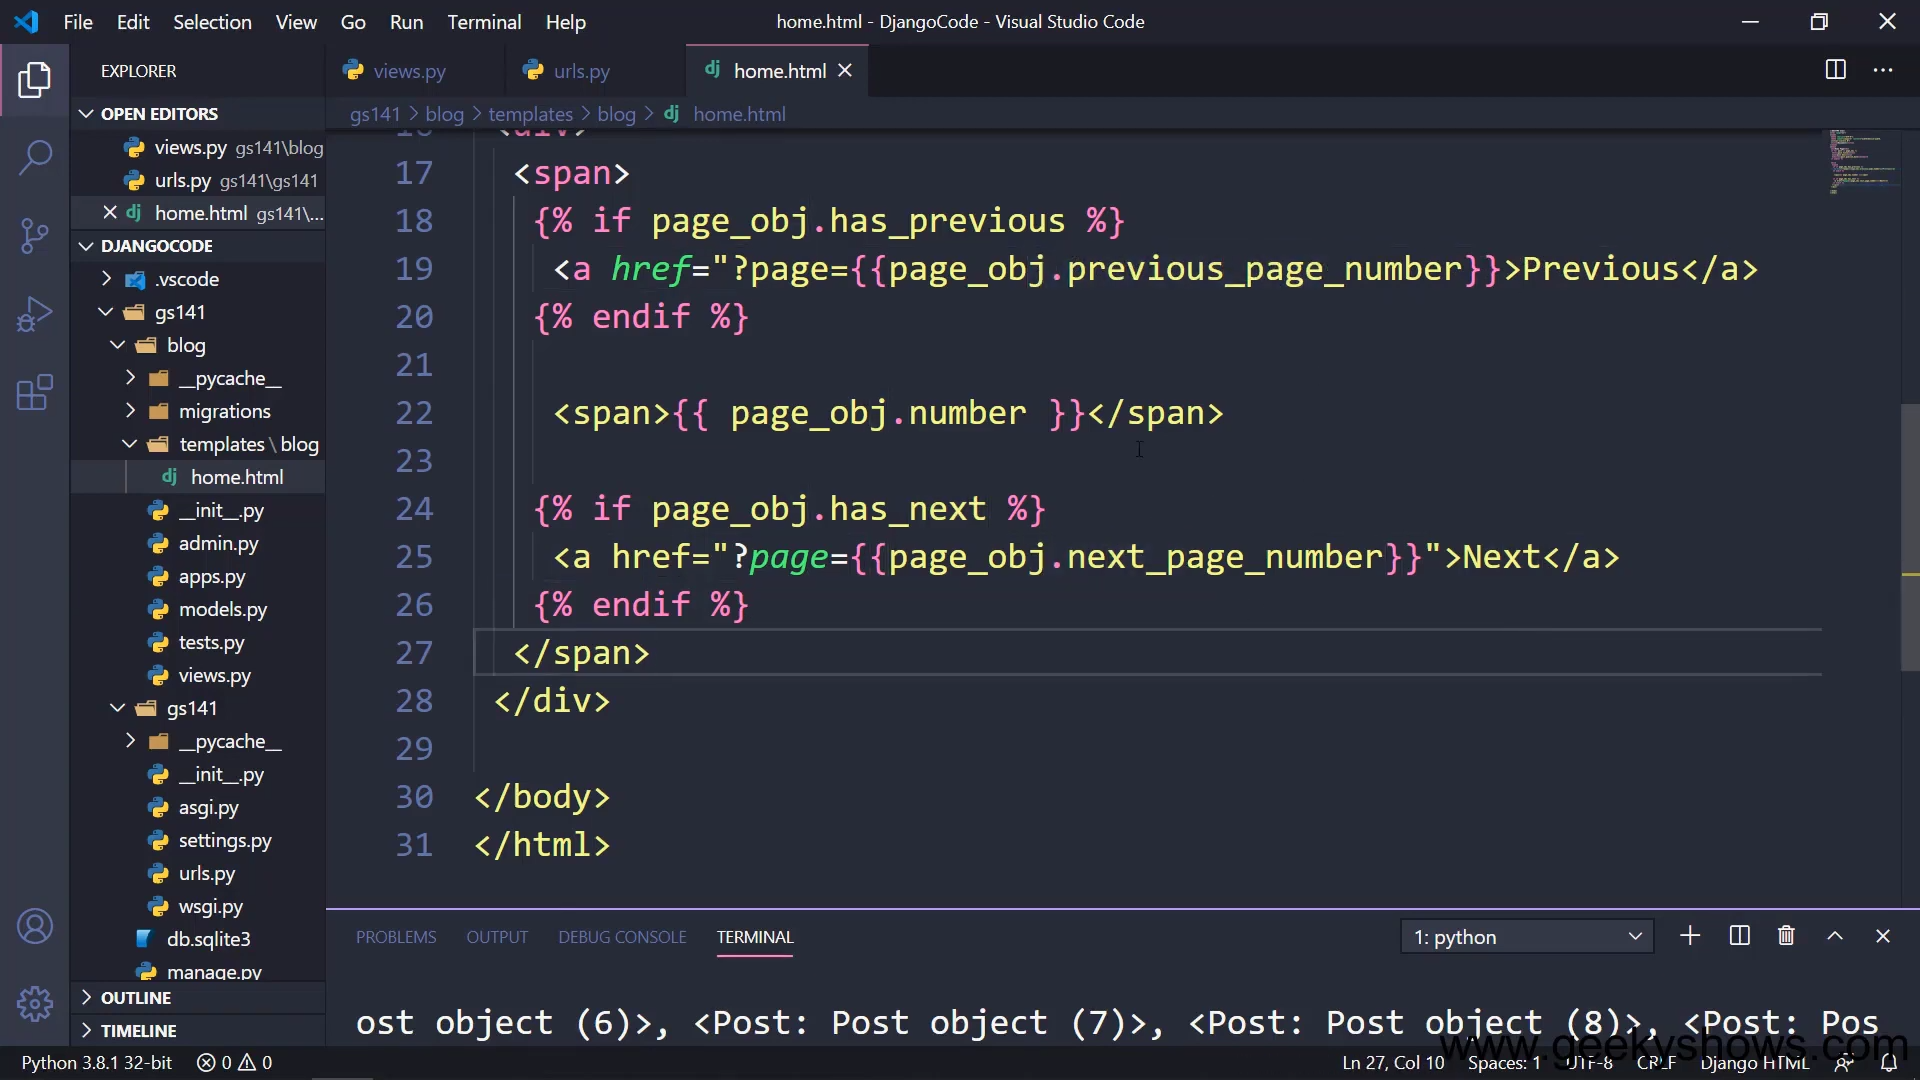 File Edit Selection View Go Run Terminal Help
home.html - DjangoCode - Visual Studio Code
EXPLORER
OPEN EDITORS
views.py gs141\blog
urls.py gs141\gs141
home.html gs141\...
DJANGOCODE
.vscode
gs141
blog
__pycache__
migrations
templates \ blog
home.html
__init__.py
admin.py
apps.py
models.py
tests.py
views.py
gs141
__pycache__
__init__.py
asgi.py
settings.py
urls.py
wsgi.py
db.sqlite3
manage.py
OUTLINE
TIMELINE
views.py urls.py home.html
gs141 > blog > templates > blog > home.html
16 <div>
17 <span>
18 {% if page_obj.has_previous %}
19 <a href="?page={{page_obj.previous_page_number}}>Previous</a>
20 {% endif %}
21
22 <span>{{ page_obj.number }}</span>
23
24 {% if page_obj.has_next %}
25 <a href="?page={{page_obj.next_page_number}}">Next</a>
26 {% endif %}
27 </span>
28 </div>
29
30 </body>
31 </html>
PROBLEMS OUTPUT DEBUG CONSOLE TERMINAL
1: python
ost object (6)>, <Post: Post object (7)>, <Post: Post object (8)>, <Post: Pos
www.geekyshows.com
Python 3.8.1 32-bit 0 0
Ln 27, Col 10 Spaces: 1 UTF-8 CRLF Django HTML